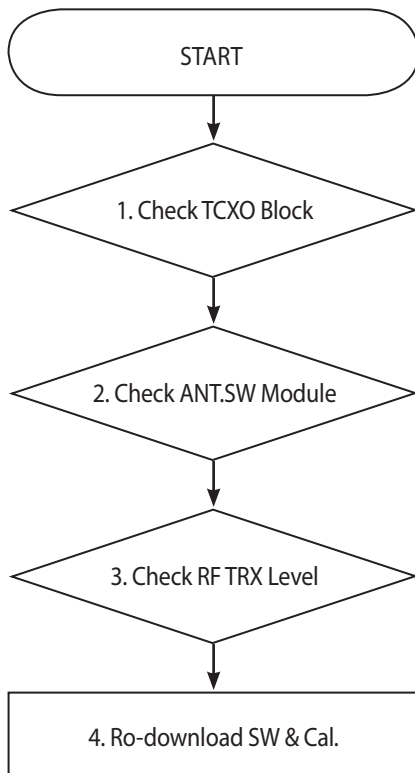 START
1. Check TCXO Block
2. Check ANT.SW Module
3. Check RF TRX Level
4. Ro-download SW & Cal.